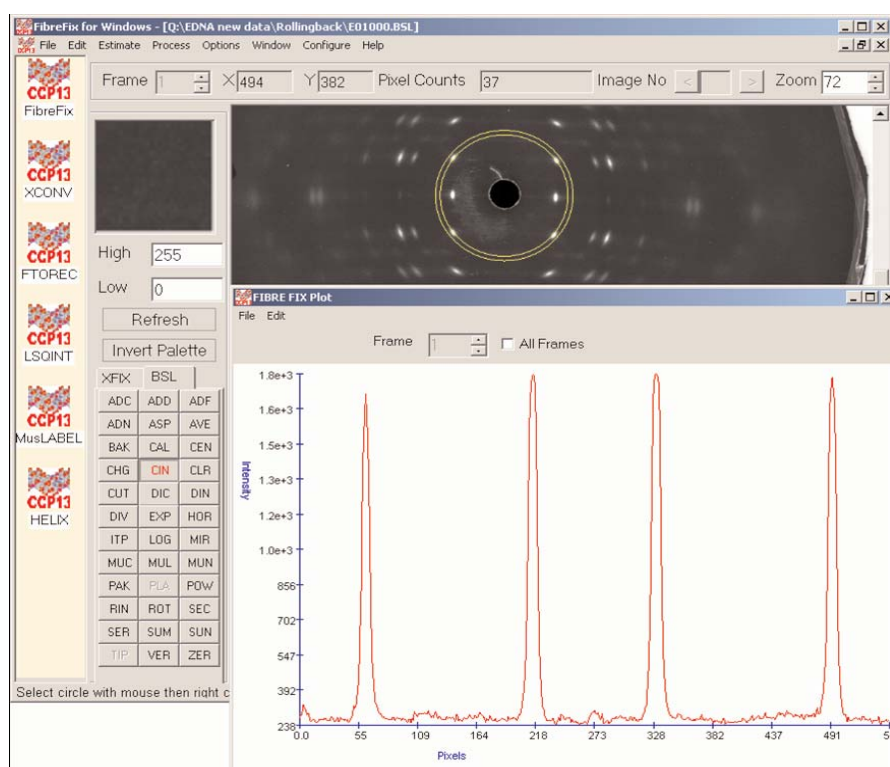 FibreFix for Windows - [Q:\EDNA new data\Rollingback\E01000.BSL]
File Edit Estimate Process Options Window Configure Help
CCP13
FibreFix
CCP13
XCONV
CCP13
FTOREC
CCP13
LSQINT
CCP13
MusLABEL
CCP13
HELIX
Frame 1 X 494 Y 382 Pixel Counts 37 Image No < > Zoom 72
High 255
Low 0
Refresh
Invert Palette
XFIX BSL
ADC ADD ADF
ADN ASP AVE
BAK CAL CEN
CHG CIN CLR
CUT DIC DIN
DIV EXP HOR
ITP LOG MIR
MUC MUL MUN
PAK PLA POW
RIN ROT SEC
SER SUM SUN
TIP VER ZER
Select circle with mouse then right c
FIBRE FIX Plot
File Edit
Frame 1 All Frames
1.8e+3
1.6e+3
1.5e+3
1.3e+3
1.2e+3
1.0e+3
856
702
547
392
238
Intensity
0.0 55 109 164 218 273 328 382 437 491
Pixels